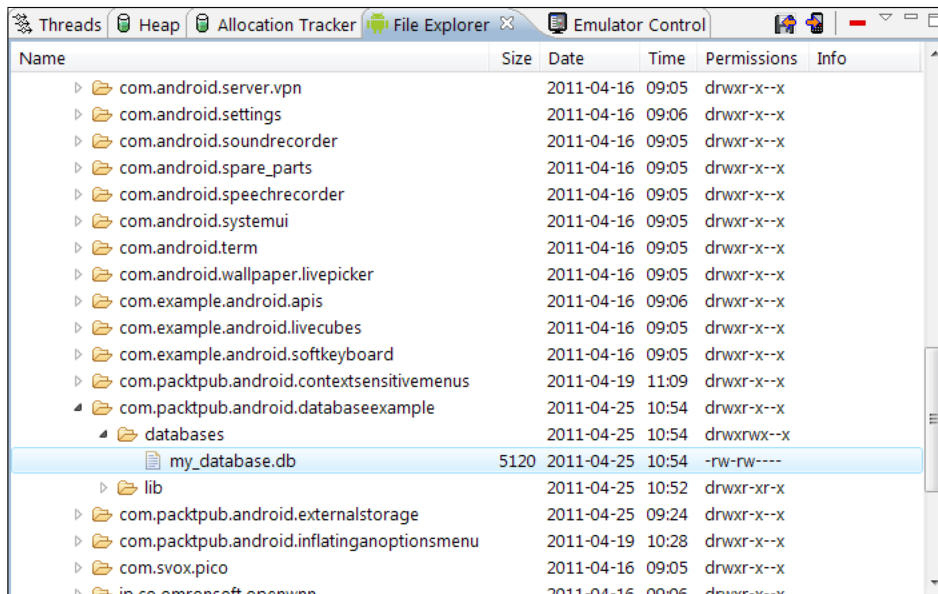 Threads Heap Allocation Tracker File Explorer Emulator Control
Name Size Date Time Permissions Info
com.android.server.vpn 2011-04-16 09:05 drwxr-x--x
com.android.settings 2011-04-16 09:06 drwxr-x--x
com.android.soundrecorder 2011-04-16 09:05 drwxr-x--x
com.android.spare_parts 2011-04-16 09:05 drwxr-x--x
com.android.speechrecorder 2011-04-16 09:05 drwxr-x--x
com.android.systemui 2011-04-16 09:05 drwxr-x--x
com.android.term 2011-04-16 09:05 drwxr-x--x
com.android.wallpaper.livepicker 2011-04-16 09:05 drwxr-x--x
com.example.android.apis 2011-04-16 09:06 drwxr-x--x
com.example.android.livecubes 2011-04-16 09:05 drwxr-x--x
com.example.android.softkeyboard 2011-04-16 09:05 drwxr-x--x
com.packtpub.android.contextsensitivemenus 2011-04-19 11:09 drwxr-x--x
com.packtpub.android.databaseexample 2011-04-25 10:54 drwxr-x--x
databases 2011-04-25 10:54 drwxrwx--x
my_database.db 5120 2011-04-25 10:54 -rw-rw----
lib 2011-04-25 10:52 drwxr-xr-x
com.packtpub.android.externalstorage 2011-04-25 09:24 drwxr-x--x
com.packtpub.android.inflatinganoptionsmenu 2011-04-19 10:28 drwxr-x--x
com.svox.pico 2011-04-16 09:05 drwxr-x--x
jp.co.omronsoft.openwnn 2011-04-16 09:06 drwxr-x--x